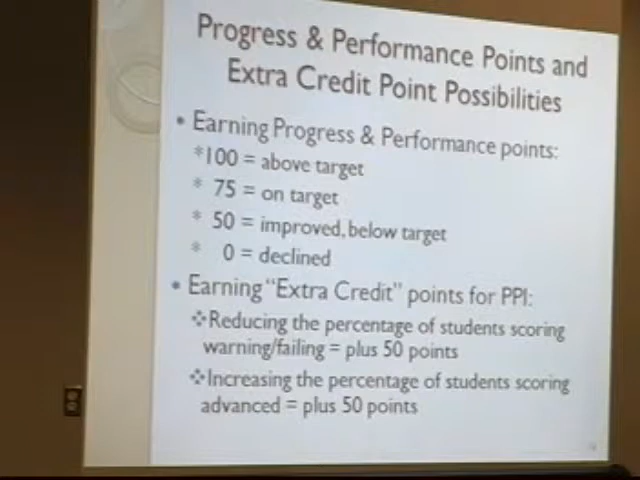 Progress & Performance Points and
Extra Credit Point Possibilities
• Earning Progress & Performance points:
*100 = above target
* 75 = on target
* 50 = improved, below target
* 0 = declined
• Earning "Extra Credit" points for PPI:
❖Reducing the percentage of students scoring
warning/failing = plus 50 points
❖Increasing the percentage of students scoring
advanced = plus 50 points